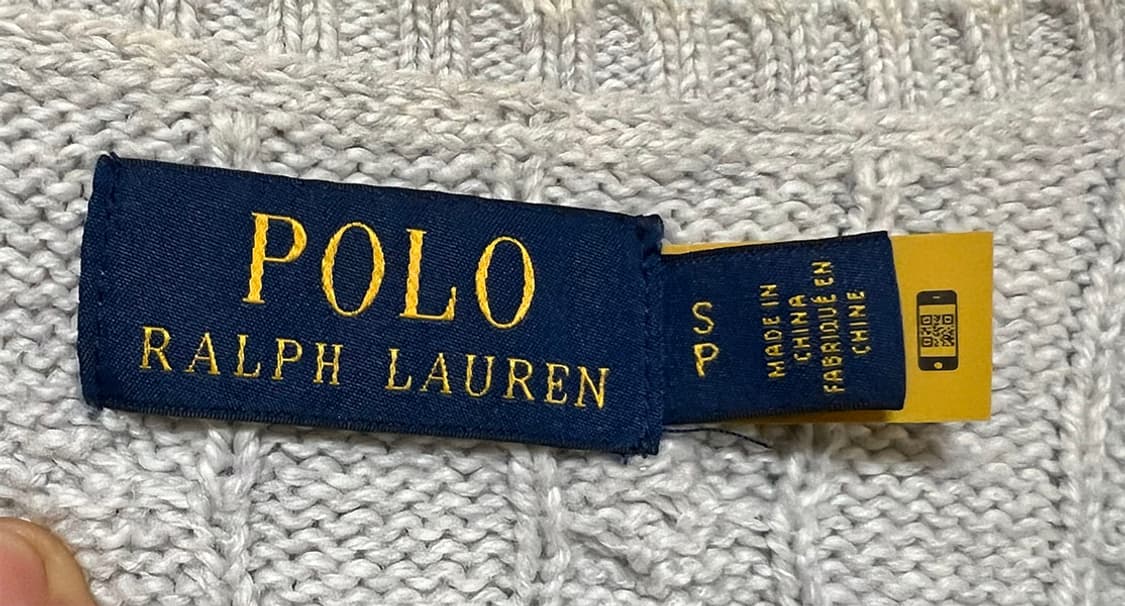 POLO
RALPH LAUREN
S
P
MADE IN
CHINA
FABRIQUÉ EN
CHINE